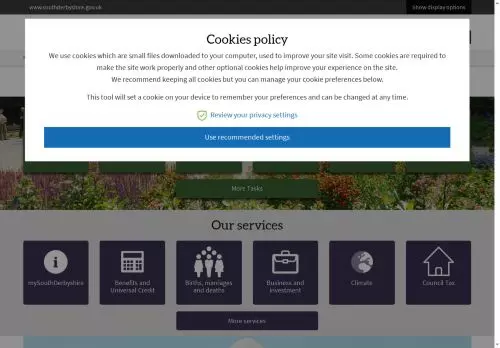 www.southderbyshire.gov.uk
Show display options
Cookies policy
We use cookies which are small files downloaded to your computer, used to improve your site visit. Some cookies are required to
make the site work properly and other optional cookies help improve your experience on the site.
We recommend keeping all cookies but you can manage your cookie preferences below.
This tool will set a cookie on your device to remember your preferences and can be changed at any time.
Review your privacy settings
Use recommended settings
More Tasks
Our services
mySouthDerbyshire
Benefits and
Universal Credit
Births, marriages
and deaths
Business and
investment
Climate
Council Tax
More services